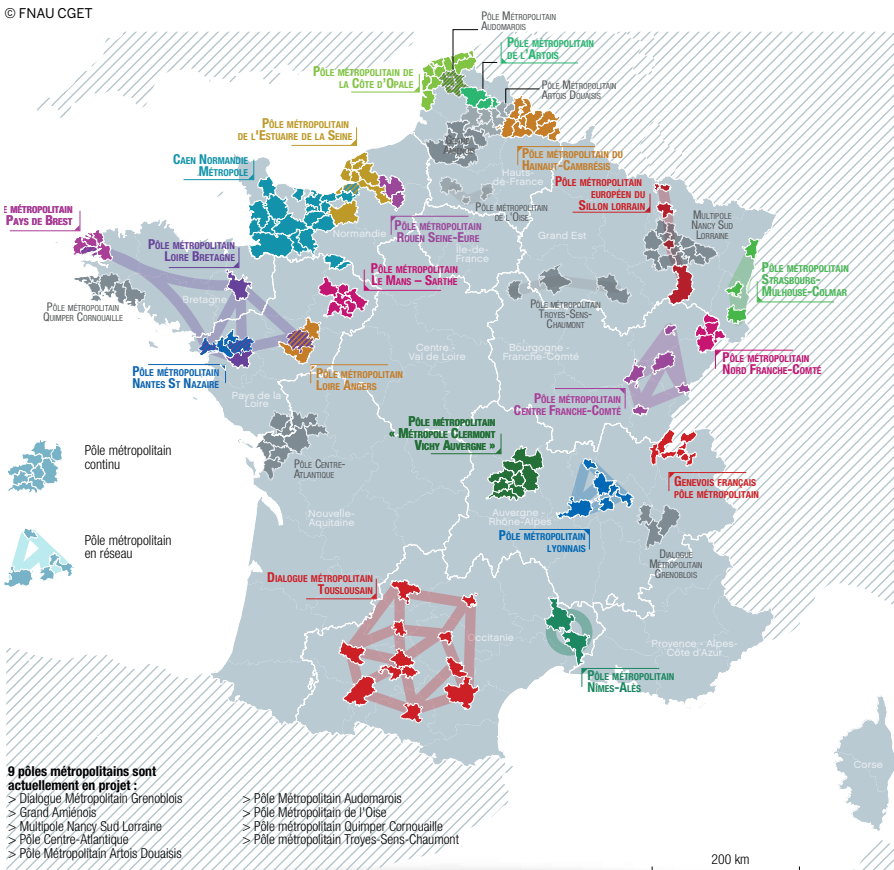 © FNAU CGET
Pôle Métropolitain
Audomarois
Pôle métropolitain
de l'Artois
Pôle métropolitain de
la Côte d'Opale
Pôle Métropolitain
Artois Douaisis
Pôle métropolitain
de l'Estuaire de la Seine
Pôle métropolitain du
Hainaut-Cambrésis
Hauts-
de-France
Caen Normandie
Métropole
Pôle métropolitain
européen du
Sillon lorrain
Pôle métropolitain
de l'Oise
Multipole
Nancy Sud
Lorraine
Pôle métropolitain
Pays de Brest
Pôle métropolitain
Rouen Seine-Eure
Normandie
Grand Est
Pôle métropolitain
Loire Bretagne
Île-de-
France
Pôle métropolitain
Le Mans – Sarthe
Pôle métropolitain
Strasbourg-
Mulhouse-Colmar
Bretagne
Pôle métropolitain
Quimper Cornouaille
Pôle métropolitain
Troyes-Sens-
Chaumont
Centre -
Val de Loire
Bourgogne -
Franche-Comté
Pôle métropolitain
Nord Franche-Comté
Pôle métropolitain
Nantes St Nazaire
Pôle métropolitain
Loire Angers
Pays de la
Loire
Pôle métropolitain
Centre Franche-Comté
Pôle métropolitain
« Métropole Clermont
Vichy Auvergne »
Pôle métropolitain
continu
Pôle Centre-
Atlantique
Genevois français
pôle métropolitain
Nouvelle-
Aquitaine
Auvergne -
Rhône-Alpes
Pôle métropolitain
lyonnais
Pôle métropolitain
en réseau
Dialogue
Métropolitain
Grenoblois
Dialogue métropolitain
Touslousain
Occitanie
Provence - Alpes-
Côte d'Azur
Pôle métropolitain
Nîmes-Alès
Corse
9 pôles métropolitains sont
actuellement en projet :
> Dialogue Métropolitain Grenoblois
> Grand Amiénois
> Multipole Nancy Sud Lorraine
> Pôle Centre-Atlantique
> Pôle Métropolitain Artois Douaisis
> Pôle Métropolitain Audomarois
> Pôle Métropolitain de l'Oise
> Pôle métropolitain Quimper Cornouaille
> Pôle métropolitain Troyes-Sens-Chaumont
200 km